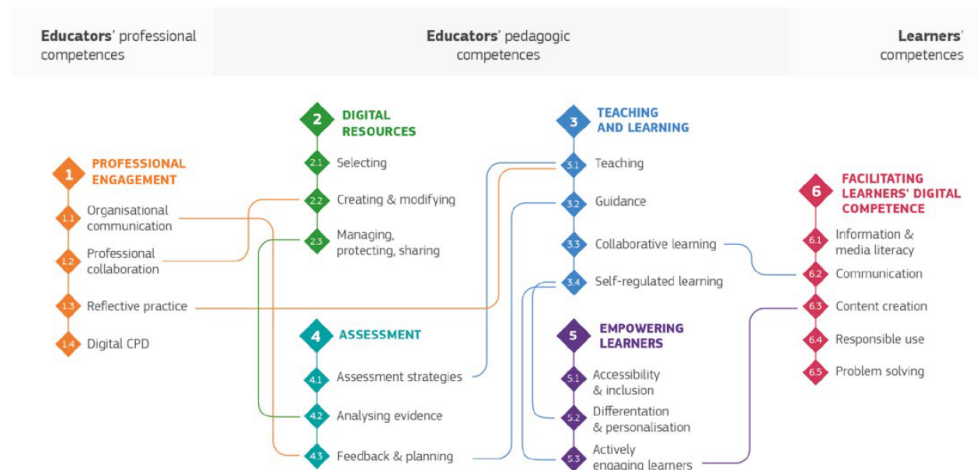 Educators' professional
competences
Educators' pedagogic
competences
Learners'
competences
1
PROFESSIONAL
ENGAGEMENT
1.1
Organisational
communication
1.2
Professional
collaboration
1.3
Reflective practice
1.4
Digital CPD
2
DIGITAL
RESOURCES
2.1
Selecting
2.2
Creating & modifying
2.3
Managing,
protecting, sharing
3
TEACHING
AND LEARNING
3.1
Teaching
3.2
Guidance
3.3
Collaborative learning
3.4
Self-regulated learning
4
ASSESSMENT
4.1
Assessment strategies
4.2
Analysing evidence
4.3
Feedback & planning
5
EMPOWERING
LEARNERS
5.1
Accessibility
& inclusion
5.2
Differentation
& personalisation
5.3
Actively
engaging learners
6
FACILITATING
LEARNERS' DIGITAL
COMPETENCE
6.1
Information &
media literacy
6.2
Communication
6.3
Content creation
6.4
Responsible use
6.5
Problem solving